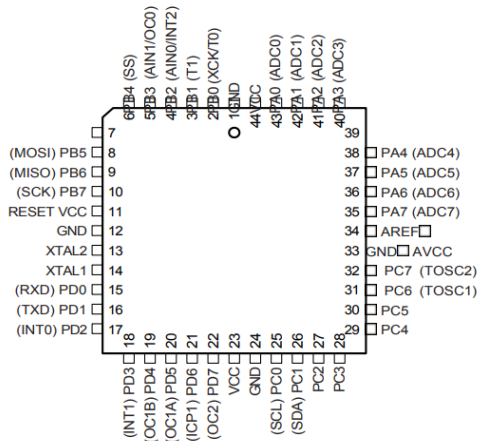 6PB4 (SS)
5PB3 (AIN1/OC0)
4PB2 (AIN0/INT2)
3PB1 (T1)
2PB0 (XCK/T0)
1GND
44VCC
43PA0 (ADC0)
42PA1 (ADC1)
41PA2 (ADC2)
40PA3 (ADC3)
7
39
(MOSI) PB5 8
38 PA4 (ADC4)
(MISO) PB6 9
37 PA5 (ADC5)
(SCK) PB7 10
36 PA6 (ADC6)
RESET VCC 11
35 PA7 (ADC7)
GND 12
34 AREF
XTAL2 13
33 GND AVCC
XTAL1 14
32 PC7 (TOSC2)
(RXD) PD0 15
31 PC6 (TOSC1)
(TXD) PD1 16
30 PC5
(INT0) PD2 17
29 PC4
(INT1) PD3 18
(OC1B) PD4 19
(OC1A) PD5 20
(ICP1) PD6 21
(OC2) PD7 22
VCC 23
GND 24
(SCL) PC0 25
(SDA) PC1 26
PC2 27
PC3 28